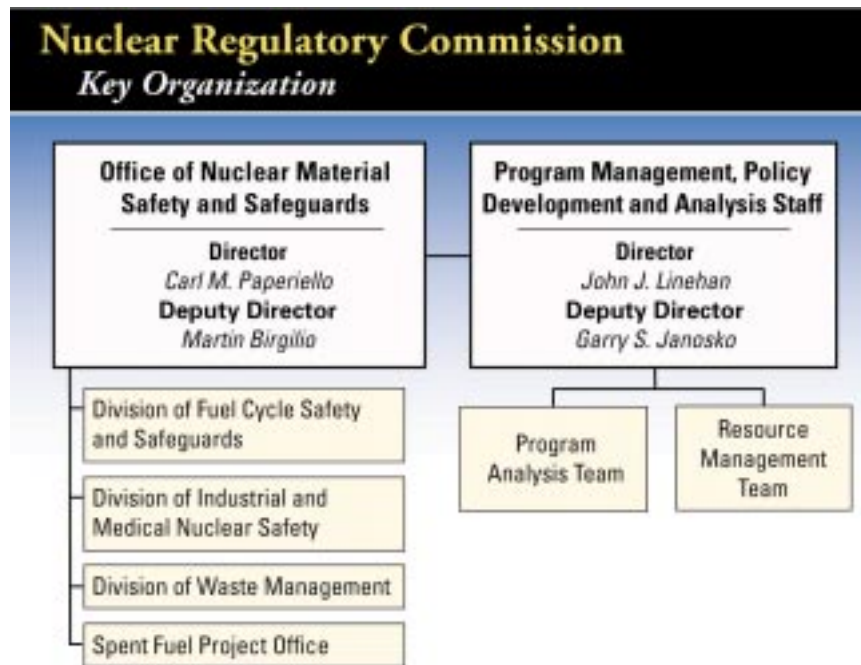 Nuclear Regulatory Commission
Key Organization
Office of Nuclear Material
Safety and Safeguards
Director
Carl M. Paperiello
Deputy Director
Martin Birgilio
Program Management, Policy
Development and Analysis Staff
Director
John J. Linehan
Deputy Director
Garry S. Janosko
Division of Fuel Cycle Safety
and Safeguards
Division of Industrial and
Medical Nuclear Safety
Division of Waste Management
Spent Fuel Project Office
Program
Analysis Team
Resource
Management
Team